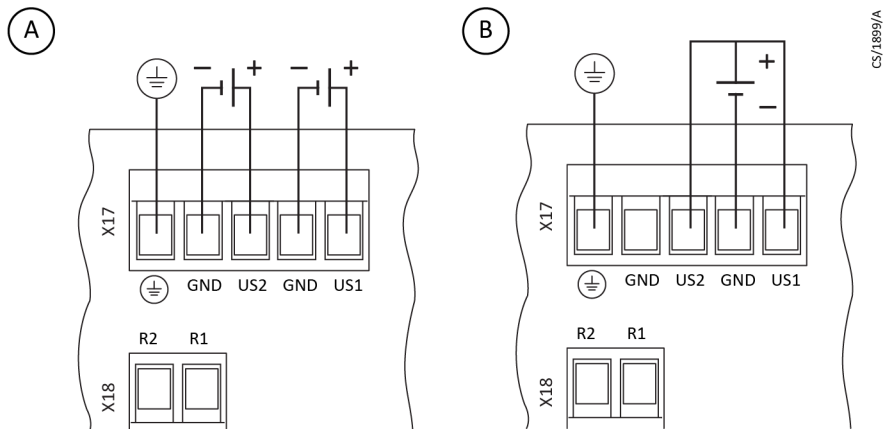 A
B
CS/1899/A
− + − +
+
−
X17
GND US2 GND US1
R2 R1
X18
X17
GND US2 GND US1
R2 R1
X18